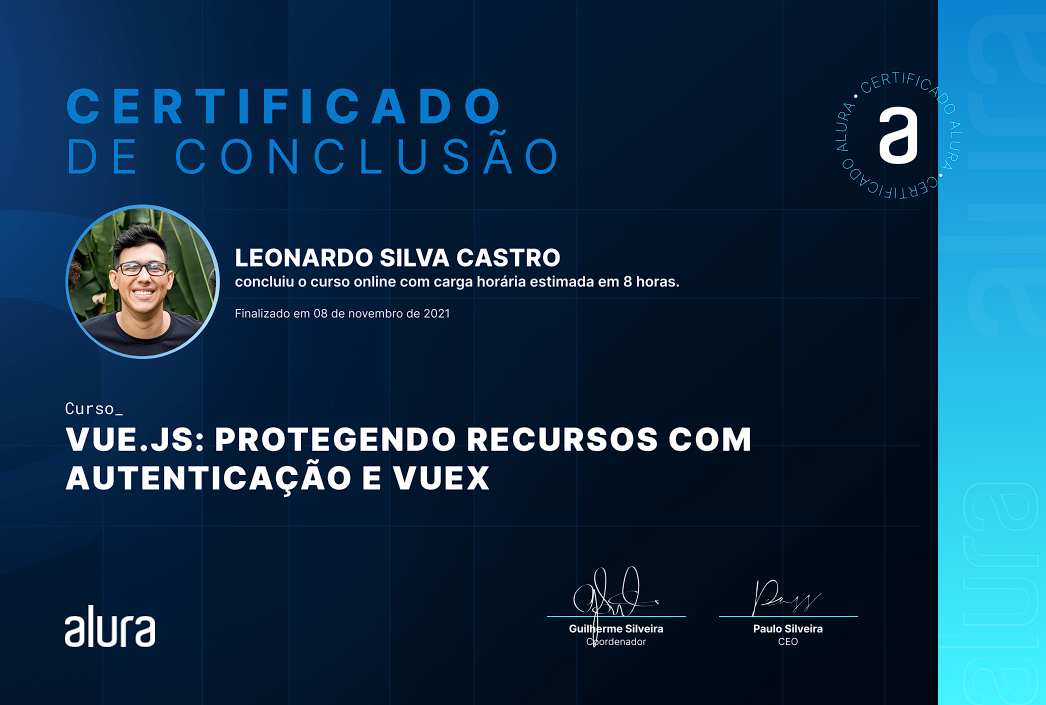 CERTIFICADO
DE CONCLUSÃO
CERTIFICADO ALURA • CERTIFICADO ALURA •
a
LEONARDO SILVA CASTRO
concluiu o curso online com carga horária estimada em 8 horas.
Finalizado em 08 de novembro de 2021
Curso_
VUE.JS: PROTEGENDO RECURSOS COM
AUTENTICAÇÃO E VUEX
alura
Guilherme Silveira
Coordenador
Paulo Silveira
CEO
alura
alura